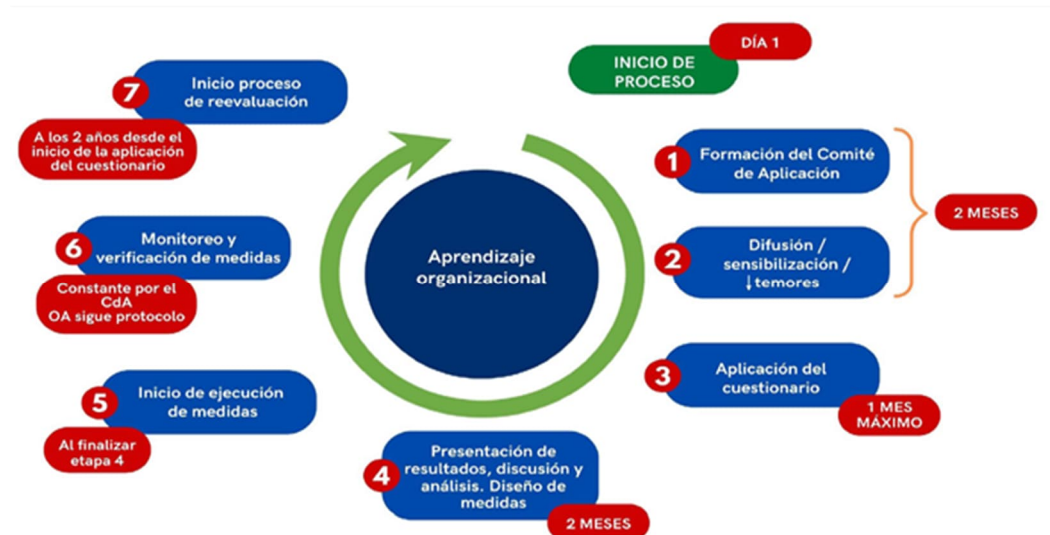 DÍA 1
INICIO DE
PROCESO
1
Formación del Comité
de Aplicación
2
Difusión /
sensibilización /
↓temores
2 MESES
3
Aplicación del
cuestionario
1 MES
MÁXIMO
4
Presentación de
resultados, discusión y
análisis. Diseño de
medidas
2 MESES
5
Inicio de ejecución
de medidas
Al finalizar
etapa 4
6
Monitoreo y
verificación de medidas
Constante por el
CdA
OA sigue protocolo
7
Inicio proceso
de reevaluación
A los 2 años desde el
inicio de la aplicación
del cuestionario
Aprendizaje
organizacional